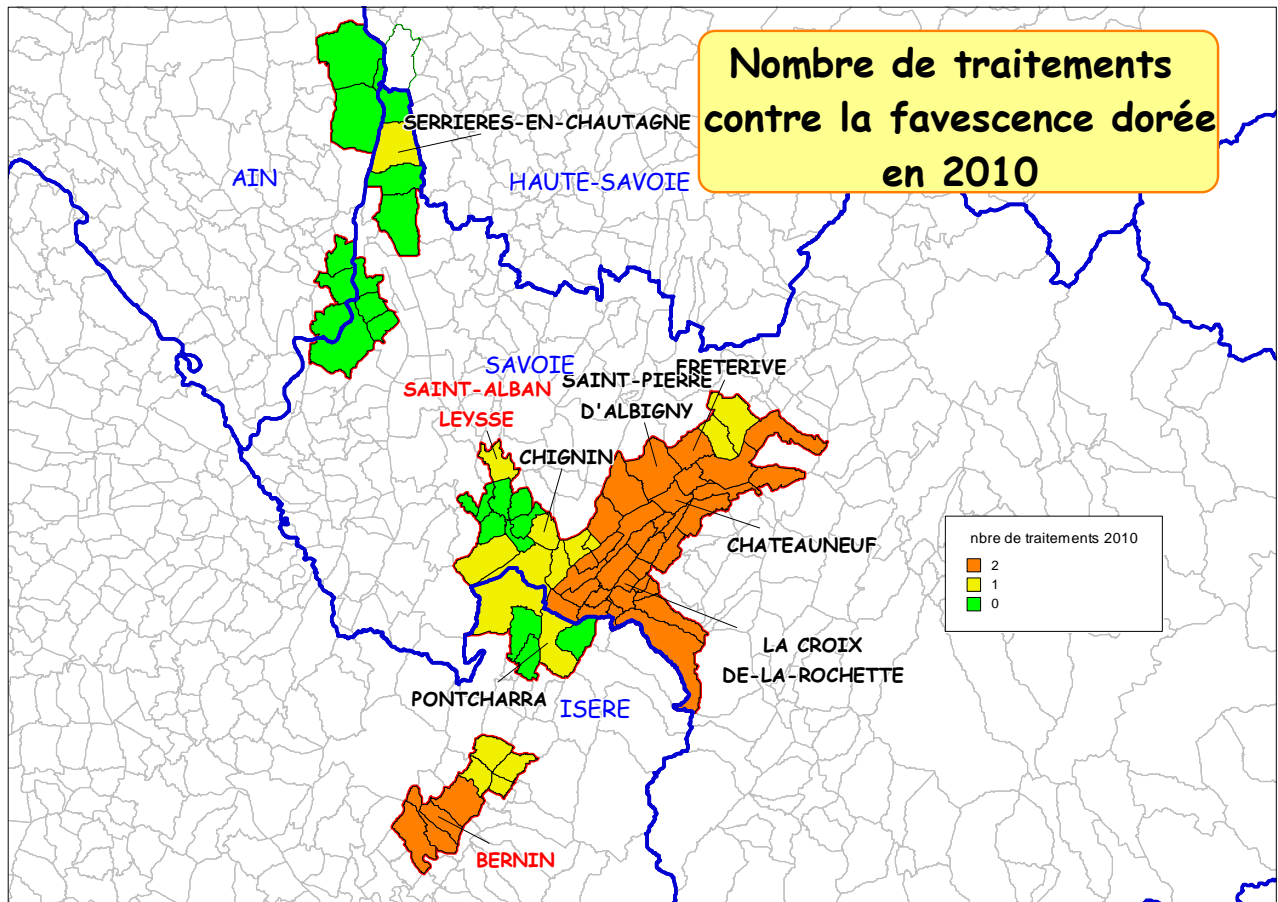 Nombre de traitements
contre la favescence dorée
en 2010
SERRIERES-EN-CHAUTAGNE
AIN
HAUTE-SAVOIE
SAVOIE
FRETERIVE
SAINT-ALBAN
LEYSSE
SAINT-PIERRE
D'ALBIGNY
CHIGNIN
CHATEAUNEUF
nbre de traitements 2010
2
1
0
LA CROIX
DE-LA-ROCHETTE
PONTCHARRA
ISERE
BERNIN